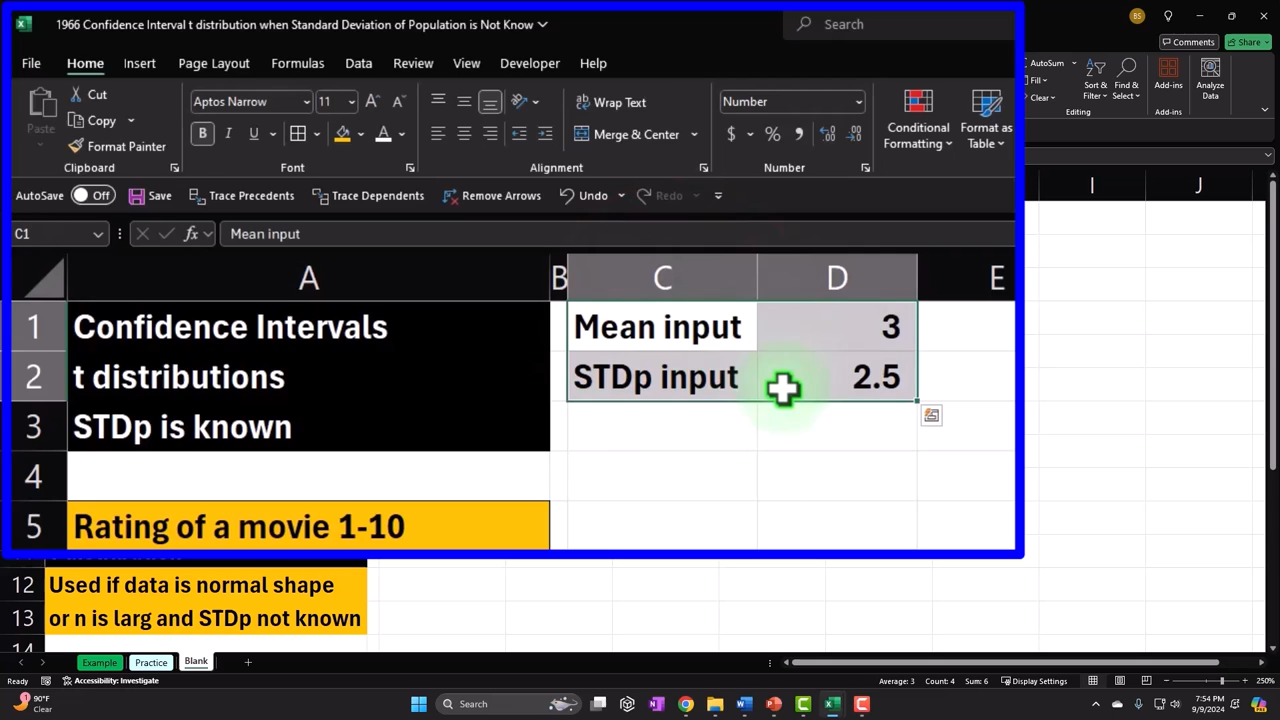 1966 Confidence Interval t distribution when Standard Deviation of Population is Not Know
Search
BS
File Home Insert Page Layout Formulas Data Review View Developer Help
Comments Share
Paste
Cut
Copy
Format Painter
Clipboard
Aptos Narrow 11
B I U
Font
Wrap Text
Merge & Center
Alignment
Number
$ % ,
Number
Conditional Formatting
Format as Table
AutoSum
Fill
Clear
Sort & Filter
Find & Select
Editing
Add-ins
Add-ins
Analyze Data
AutoSave Off Save Trace Precedents Trace Dependents Remove Arrows Undo Redo
C1 fx Mean input
A B C D E I J
1 Confidence Intervals Mean input 3
2 t distributions STDp input 2.5
3 STDp is known
4
5 Rating of a movie 1-10
12 Used if data is normal shape
13 or n is larg and STDp not known
14
Example Practice Blank +
Ready Accessibility: Investigate Average: 3 Count: 4 Sum: 6 Display Settings 250%
1
90°F
Clear
Search
7:54 PM
9/9/2024